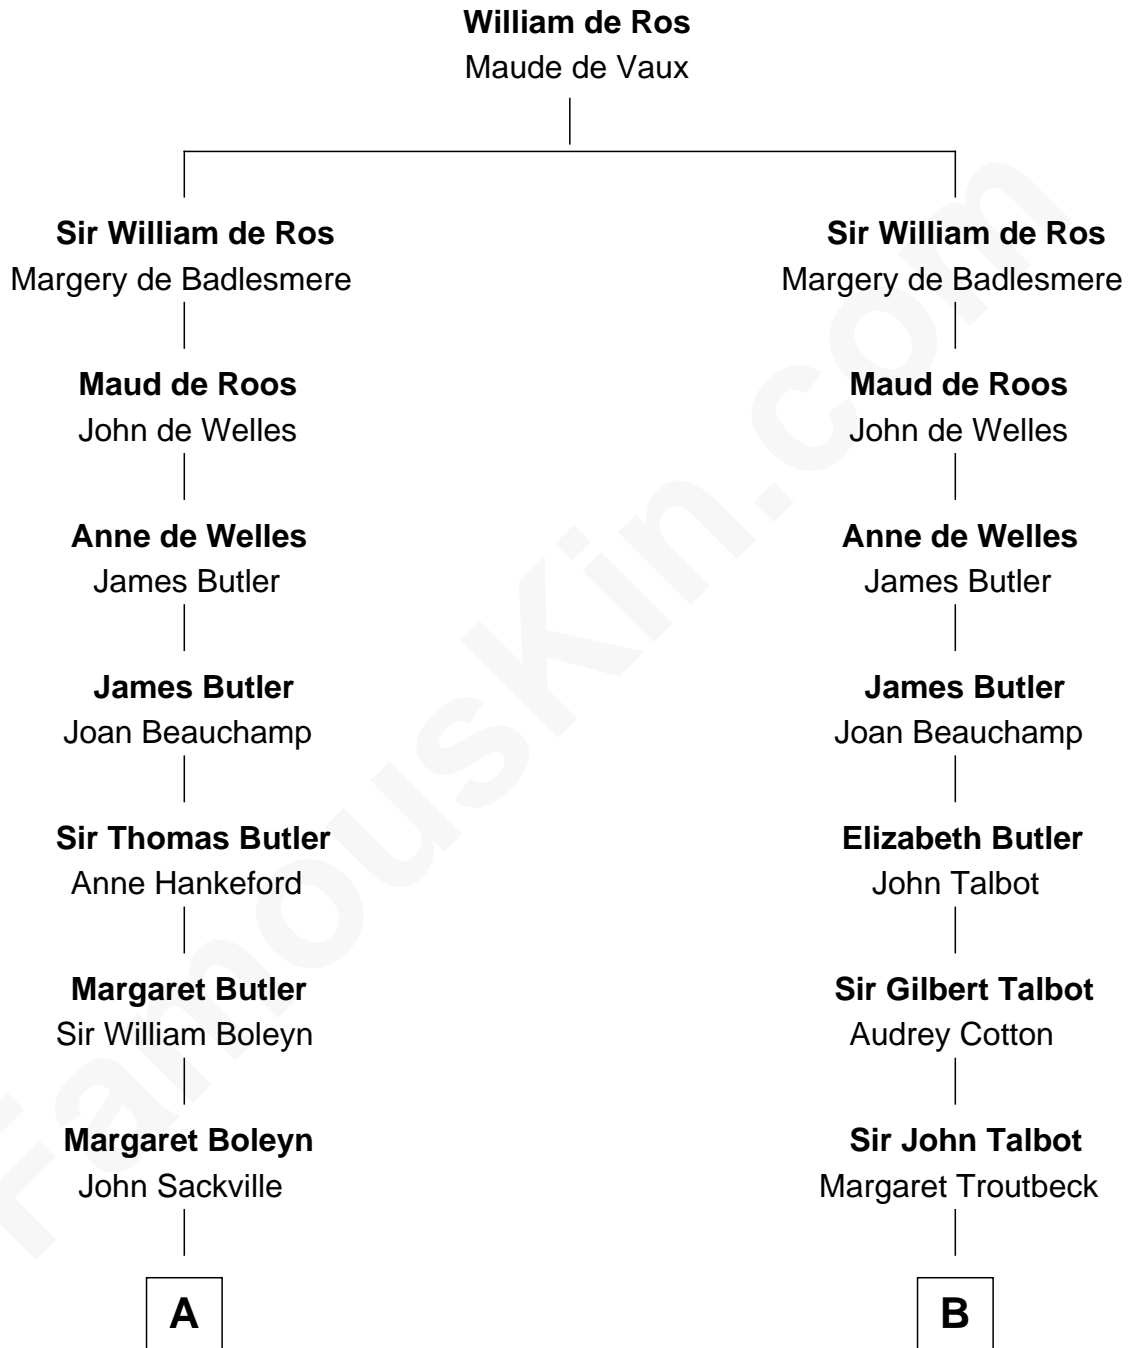 William de Ros
Maude de Vaux
Sir William de Ros
Margery de Badlesmere
Maud de Roos
John de Welles
Anne de Welles
James Butler
James Butler
Joan Beauchamp
Sir Thomas Butler
Anne Hankeford
Margaret Butler
Sir William Boleyn
Margaret Boleyn
John Sackville
A
Sir William de Ros
Margery de Badlesmere
Maud de Roos
John de Welles
Anne de Welles
James Butler
James Butler
Joan Beauchamp
Elizabeth Butler
John Talbot
Sir Gilbert Talbot
Audrey Cotton
Sir John Talbot
Margaret Troutbeck
B
FamousKin.com